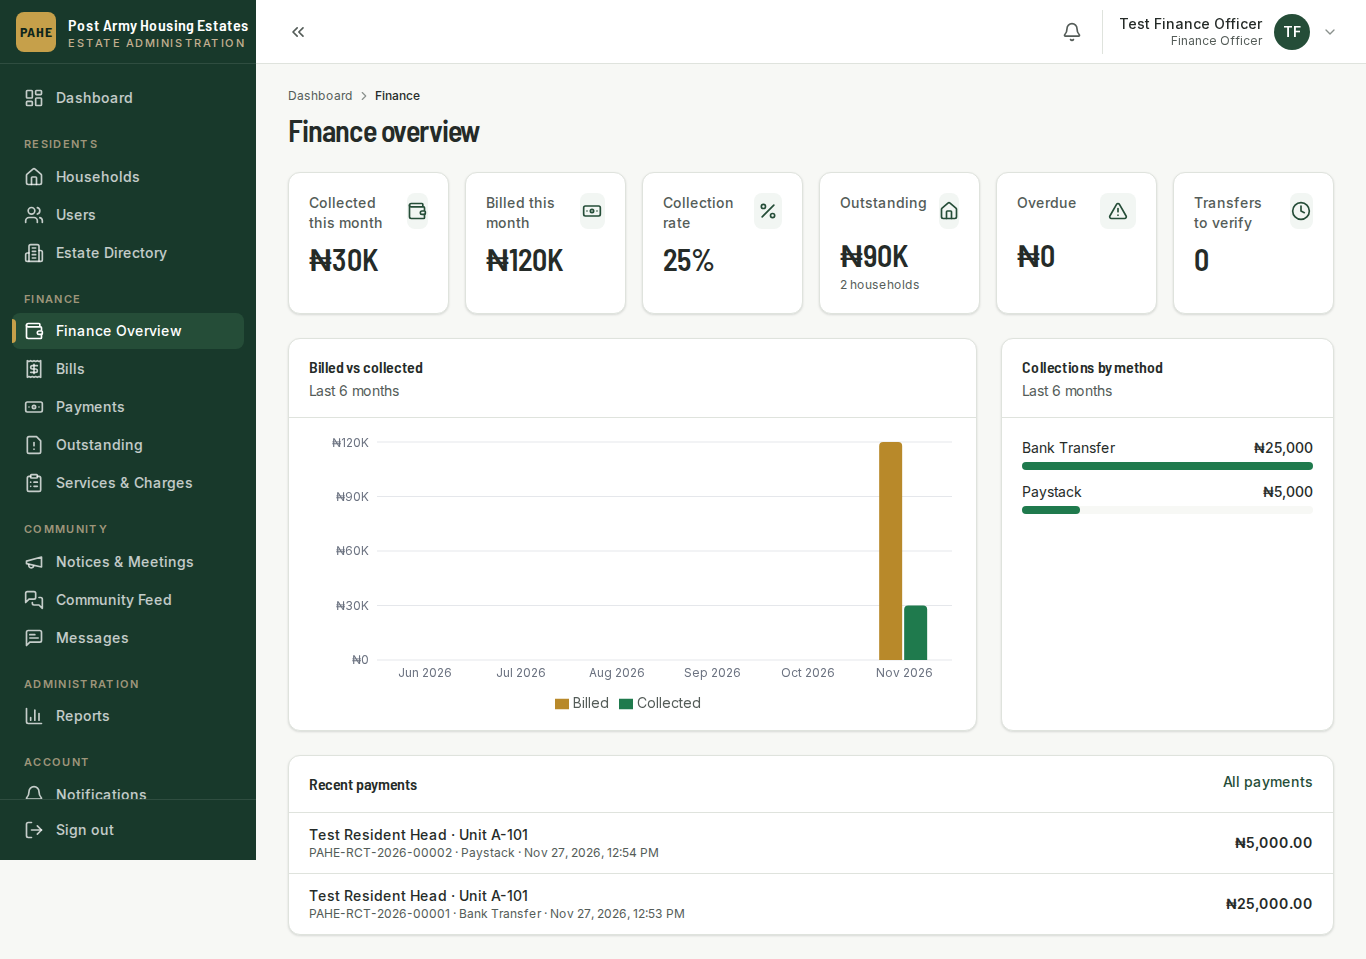 PAHE
Post Army Housing Estates
ESTATE ADMINISTRATION
Test Finance Officer
Finance Officer
TF
Dashboard
RESIDENTS
Households
Users
Estate Directory
FINANCE
Finance Overview
Bills
Payments
Outstanding
Services & Charges
COMMUNITY
Notices & Meetings
Community Feed
Messages
ADMINISTRATION
Reports
ACCOUNT
Notifications
Sign out
Dashboard > Finance
Finance overview
Collected
this month
₦30K
Billed this
month
₦120K
Collection
rate
25%
Outstanding
₦90K
2 households
Overdue
₦0
Transfers
to verify
0
Billed vs collected
Last 6 months
₦120K
₦90K
₦60K
₦30K
₦0
Jun 2026 Jul 2026 Aug 2026 Sep 2026 Oct 2026 Nov 2026
Billed Collected
Collections by method
Last 6 months
Bank Transfer ₦25,000
Paystack ₦5,000
Recent payments All payments
Test Resident Head · Unit A-101
PAHE-RCT-2026-00002 · Paystack · Nov 27, 2026, 12:54 PM
₦5,000.00
Test Resident Head · Unit A-101
PAHE-RCT-2026-00001 · Bank Transfer · Nov 27, 2026, 12:53 PM
₦25,000.00